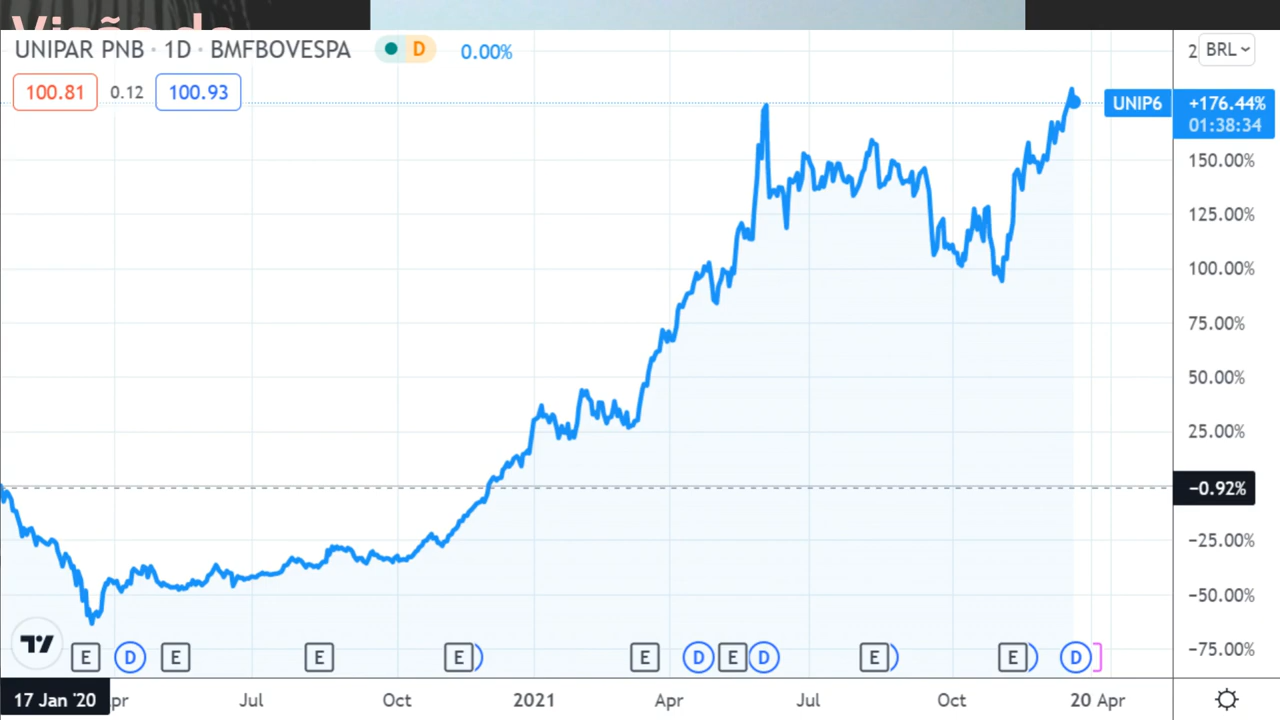 Visão do
UNIPAR PNB · 1D · BMFBOVESPA D 0.00%
BRL
100.81 0.12 100.93
UNIP6 +176.44%
01:38:34
150.00%
125.00%
100.00%
75.00%
50.00%
25.00%
−0.92%
−25.00%
−50.00%
−75.00%
E D E E E E D E D E E D
17 Jan '20 pr Jul Oct 2021 Apr Jul Oct 20 Apr